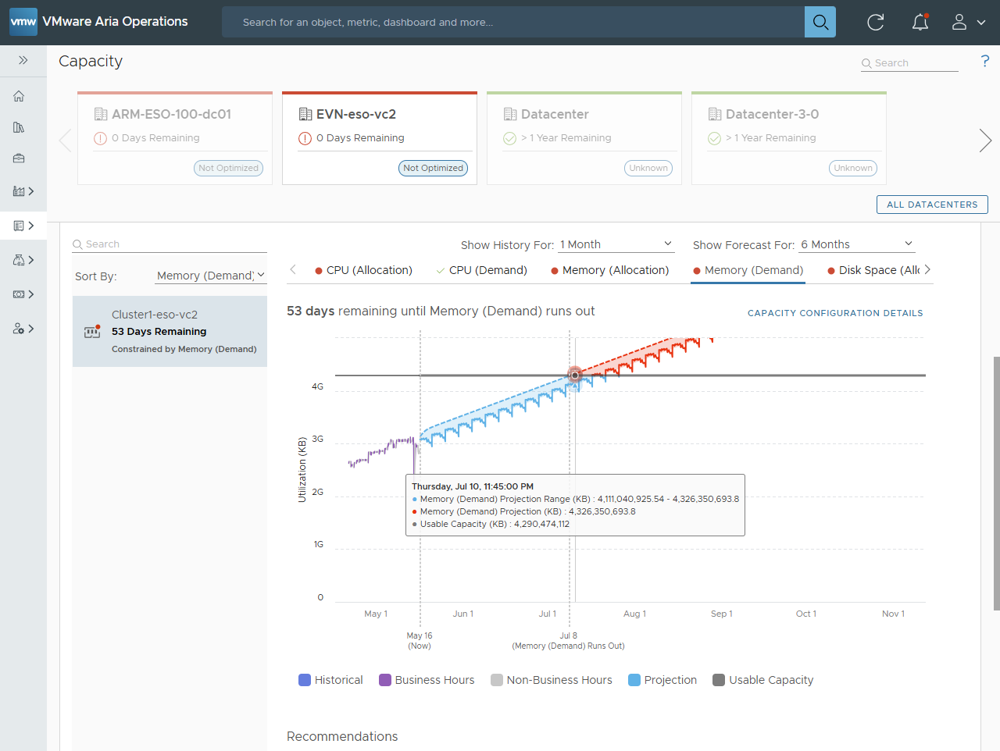 vmw VMware Aria Operations
Search for an object, metric, dashboard and more...
Capacity
Search
?
ARM-ESO-100-dc01
0 Days Remaining
Not Optimized
EVN-eso-vc2
0 Days Remaining
Not Optimized
Datacenter
> 1 Year Remaining
Unknown
Datacenter-3-0
> 1 Year Remaining
Unknown
ALL DATACENTERS
Search
Sort By: Memory (Demand)
Cluster1-eso-vc2
53 Days Remaining
Constrained by Memory (Demand)
Show History For: 1 Month
Show Forecast For: 6 Months
CPU (Allocation) CPU (Demand) Memory (Allocation) Memory (Demand) Disk Space (Allc
53 days remaining until Memory (Demand) runs out
CAPACITY CONFIGURATION DETAILS
Utilization (KB)
4G
3G
2G
1G
0
Thursday, Jul 10, 11:45:00 PM
Memory (Demand) Projection Range (KB) : 4,111,040,925.54 - 4,326,350,693.8
Memory (Demand) Projection (KB) : 4,326,350,693.8
Usable Capacity (KB) : 4,290,474,112
May 1 Jun 1 Jul 1 Aug 1 Sep 1 Oct 1 Nov 1
May 16
(Now)
Jul 8
(Memory (Demand) Runs Out)
Historical Business Hours Non-Business Hours Projection Usable Capacity
Recommendations